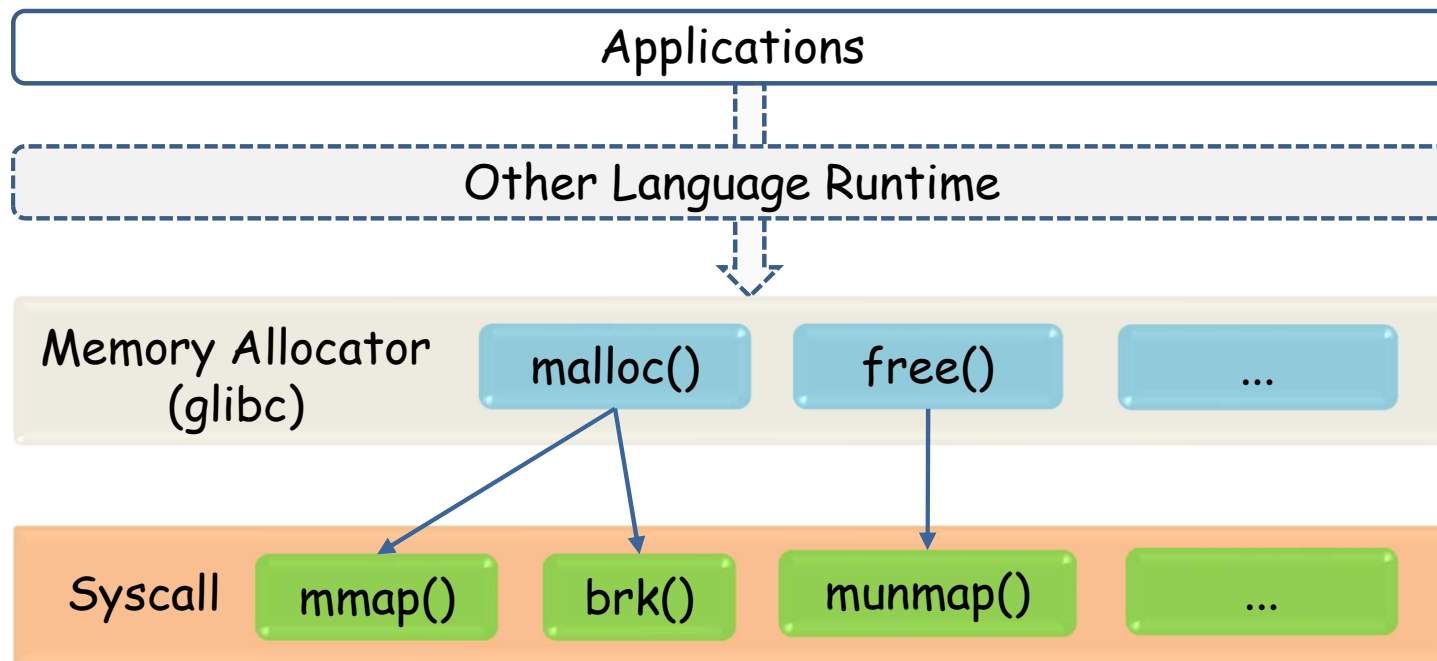 Applications
Other Language Runtime
Memory Allocator
(glibc)
malloc()
free()
...
Syscall
mmap()
brk()
munmap()
...